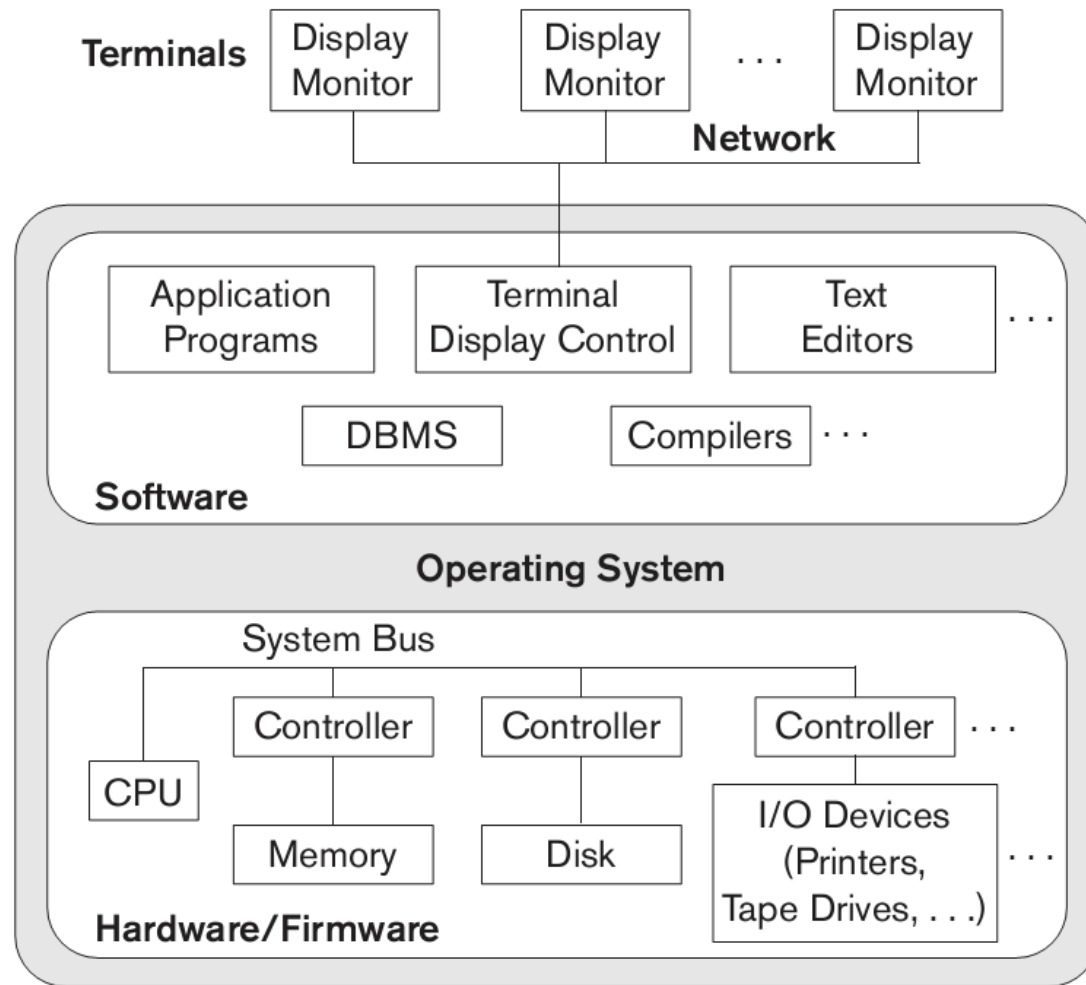 Terminals
Display
Monitor
Display
Monitor
. . .
Display
Monitor
Network
Application
Programs
Terminal
Display Control
Text
Editors
. . .
DBMS
Compilers
. . .
Software
Operating System
System Bus
Controller
Controller
Controller
. . .
CPU
Memory
Disk
I/O Devices
(Printers,
Tape Drives, . . .)
. . .
Hardware/Firmware